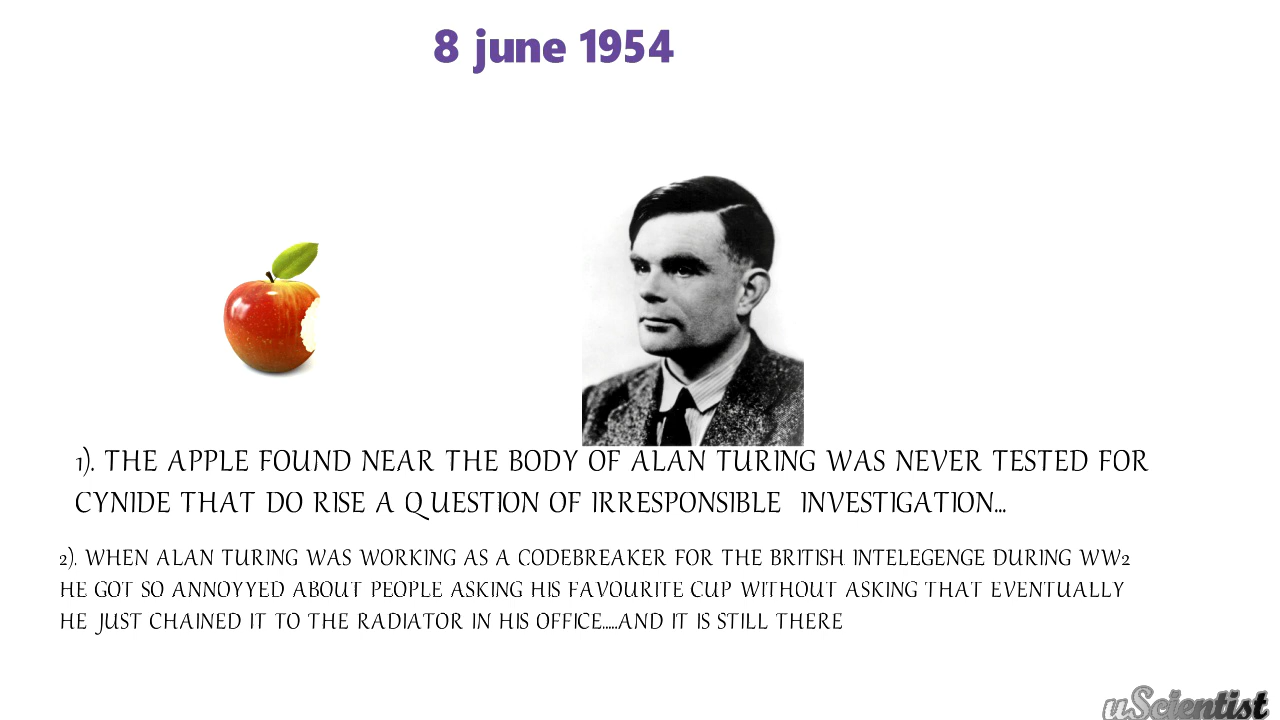 8 june 1954
1). THE APPLE FOUND NEAR THE BODY OF ALAN TURING WAS NEVER TESTED FOR
CYNIDE THAT DO RISE A QUESTION OF IRRESPONSIBLE INVESTIGATION...
2). WHEN ALAN TURING WAS WORKING AS A CODEBREAKER FOR THE BRITISH INTELEGENGE DURING WW2
HE GOT SO ANNOYYED ABOUT PEOPLE ASKING HIS FAVOURITE CUP WITHOUT ASKING THAT EVENTUALLY
HE JUST CHAINED IT TO THE RADIATOR IN HIS OFFICE.....AND IT IS STILL THERE
uScientist